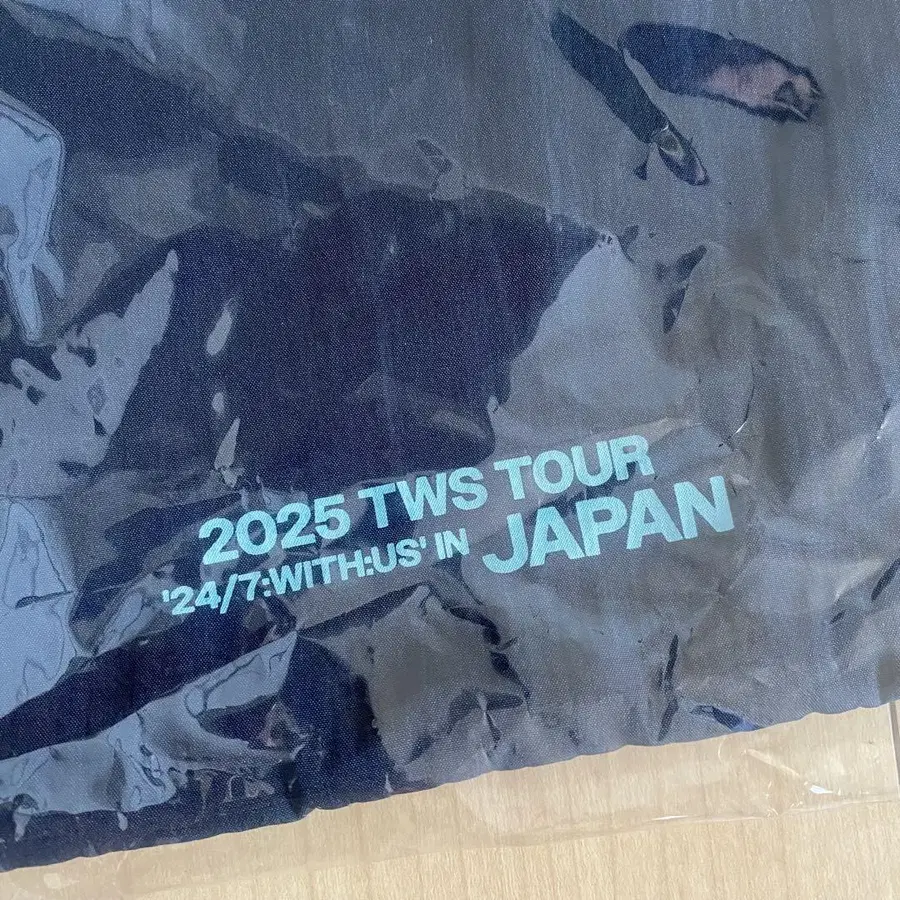 2025 TWS TOUR
'24/7:WITH:US' IN JAPAN